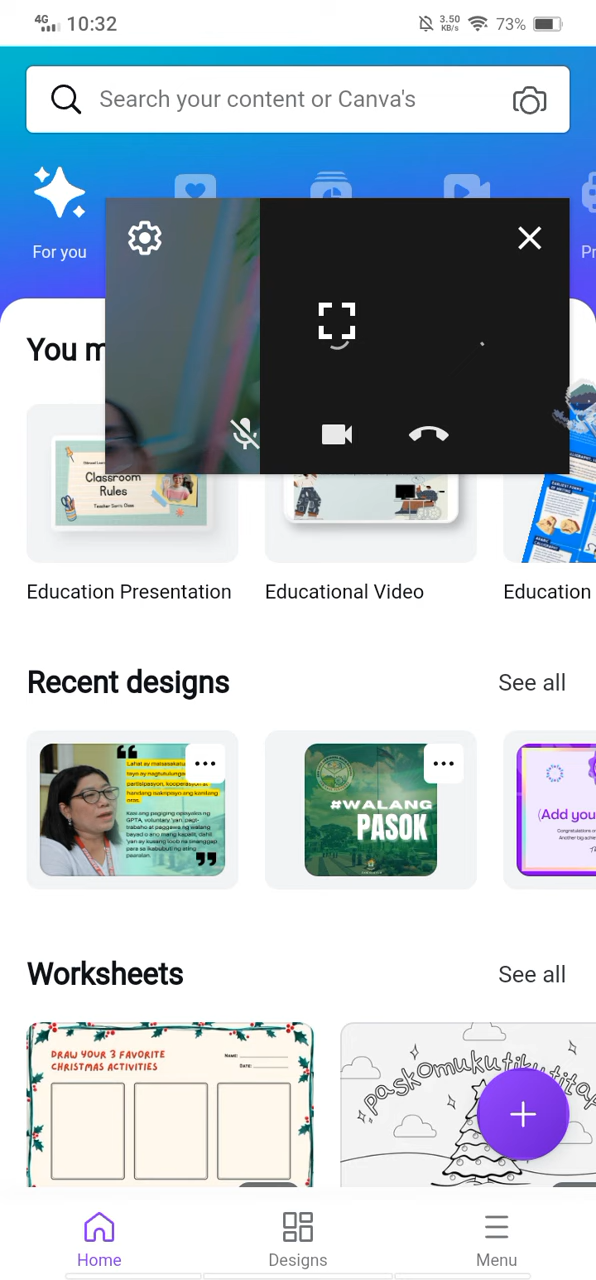 4G 10:32 3.50 KB/s 73%
Search your content or Canva's
For you
Pr
You m
Classroom
Rules
Education Presentation
Educational Video
Education
Recent designs
See all
#WALANG
PASOK
(Add you
Worksheets
See all
DRAW YOUR 3 FAVORITE
CHRISTMAS ACTIVITIES
NAME:
DATE:
paskomukutikutitap
Home
Designs
Menu